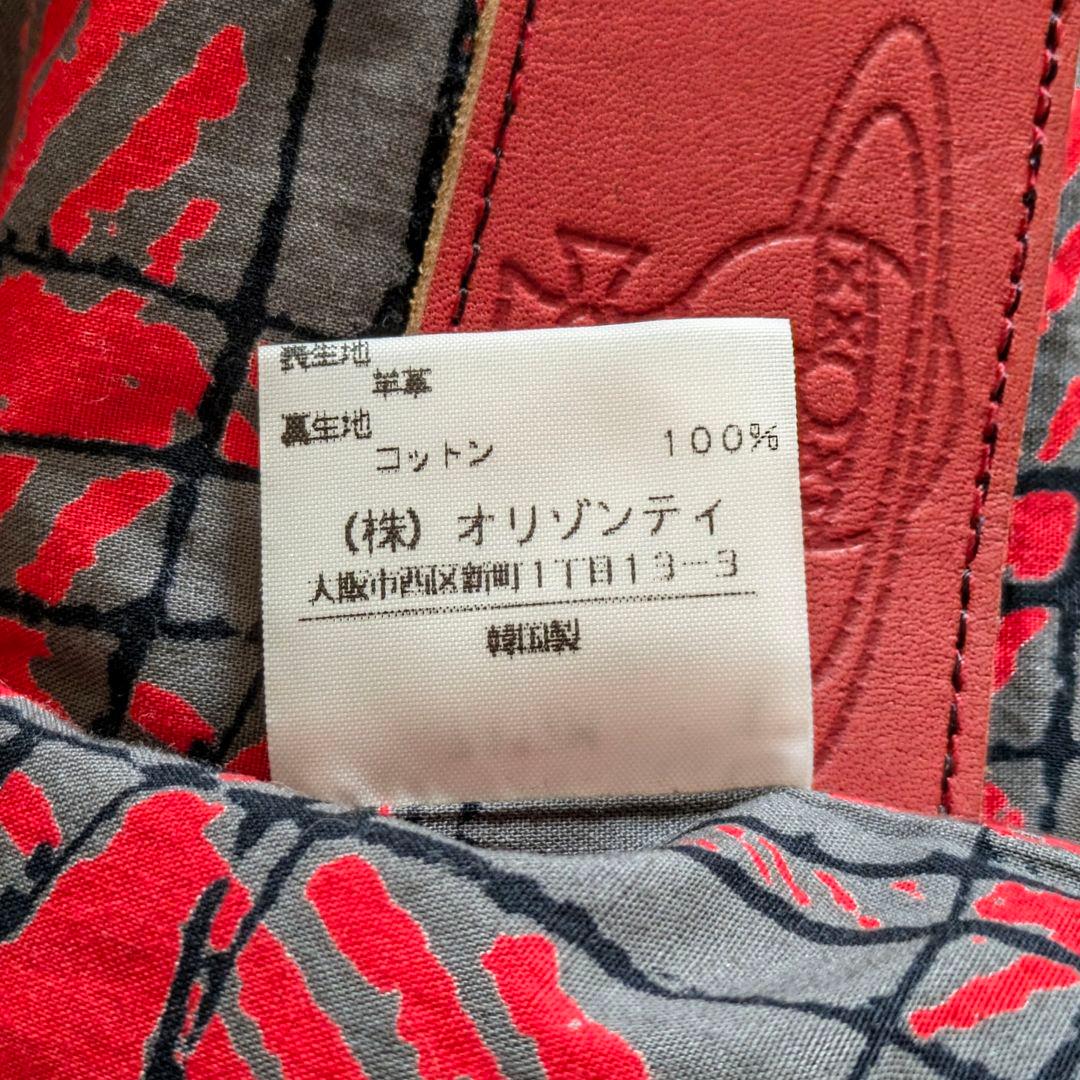 表生地
羊革
裏生地
コットン 100%
(株) オリゾンティ
大阪市西区新町1丁目13-3
韓国製